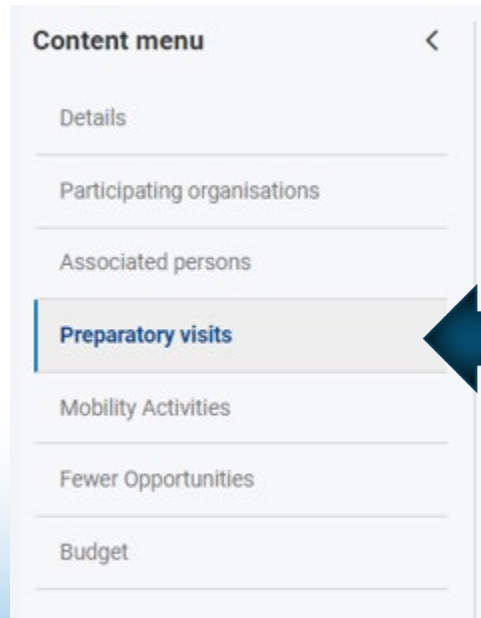 Content menu
Details
Participating organisations
Associated persons
Preparatory visits
Mobility Activities
Fewer Opportunities
Budget